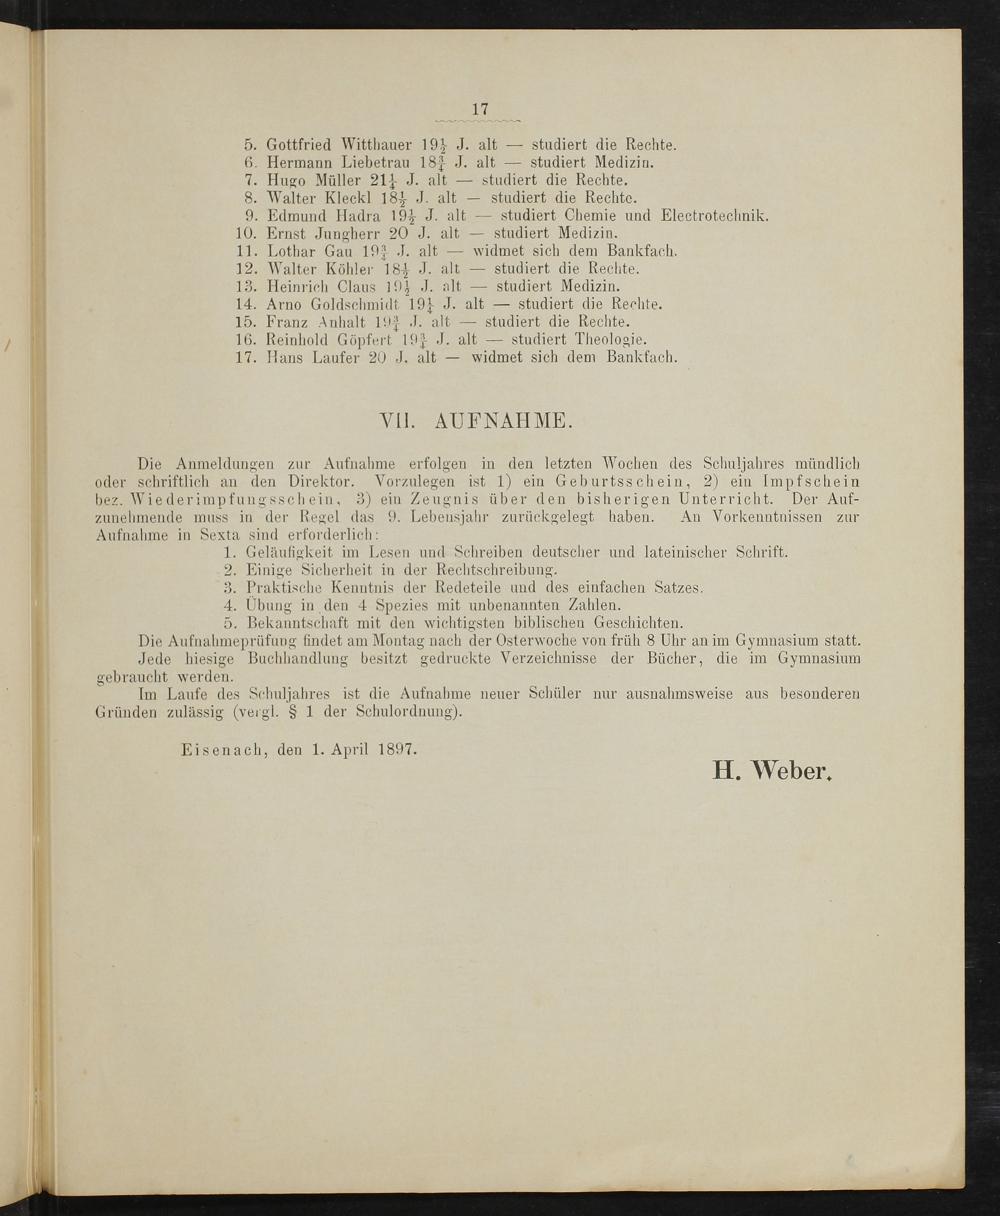 17
5. Gottfried Witthauer 19½ J. alt — studiert die Rechte.
6. Hermann Liebetrau 18¾ J. alt — studiert Medizin.
7. Hugo Müller 21¼ J. alt — studiert die Rechte.
8. Walter Kleckl 18½ J. alt — studiert die Rechte.
9. Edmund Hadra 19½ J. alt — studiert Chemie und Electrotechnik.
10. Ernst Jungherr 20 J. alt — studiert Medizin.
11. Lothar Gau 19¾ J. alt — widmet sich dem Bankfach.
12. Walter Köhler 18½ J. alt — studiert die Rechte.
13. Heinrich Claus 19½ J. alt — studiert Medizin.
14. Arno Goldschmidt 19¼ J. alt — studiert die Rechte.
15. Franz Anhalt 19¾ J. alt — studiert die Rechte.
16. Reinhold Göpfert 19¾ J. alt — studiert Theologie.
17. Hans Laufer 20 J. alt — widmet sich dem Bankfach.
VII. AUFNAHME.
Die Anmeldungen zur Aufnahme erfolgen in den letzten Wochen des Schuljahres mündlich
oder schriftlich an den Direktor. Vorzulegen ist 1) ein Geburtsschein, 2) ein Impfschein
bez. Wiederimpfungsschein, 3) ein Zeugnis über den bisherigen Unterricht. Der Auf-
zunehmende muss in der Regel das 9. Lebensjahr zurückgelegt haben. An Vorkenntnissen zur
Aufnahme in Sexta sind erforderlich:
1. Geläufigkeit im Lesen und Schreiben deutscher und lateinischer Schrift.
2. Einige Sicherheit in der Rechtschreibung.
3. Praktische Kenntnis der Redeteile und des einfachen Satzes.
4. Übung in den 4 Spezies mit unbenannten Zahlen.
5. Bekanntschaft mit den wichtigsten biblischen Geschichten.
Die Aufnahmeprüfung findet am Montag nach der Osterwoche von früh 8 Uhr an im Gymnasium statt.
Jede hiesige Buchhandlung besitzt gedruckte Verzeichnisse der Bücher, die im Gymnasium
gebraucht werden.
Im Laufe des Schuljahres ist die Aufnahme neuer Schüler nur ausnahmsweise aus besonderen
Gründen zulässig (vergl. § 1 der Schulordnung).
Eisenach, den 1. April 1897.
H. Weber.